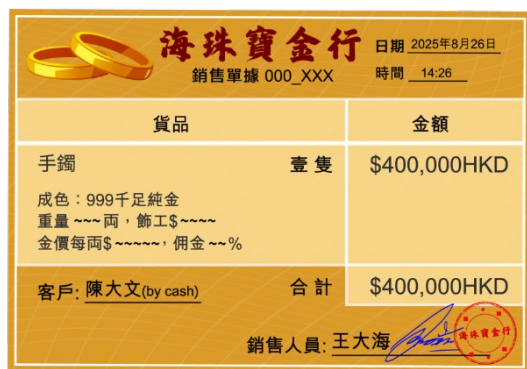 海珠寶金行
銷售單據 000_XXX
日期 2025年8月26日
時間 14:26
貨品 金額
手鐲 壹隻 $400,000HKD
成色：999千足純金
重量 ~~~両，飾工$~~~~
金價每両$~~~~~，佣金~~%
客戶: 陳大文(by cash) 合計 $400,000HKD
銷售人員: 王大海
海珠寶金行